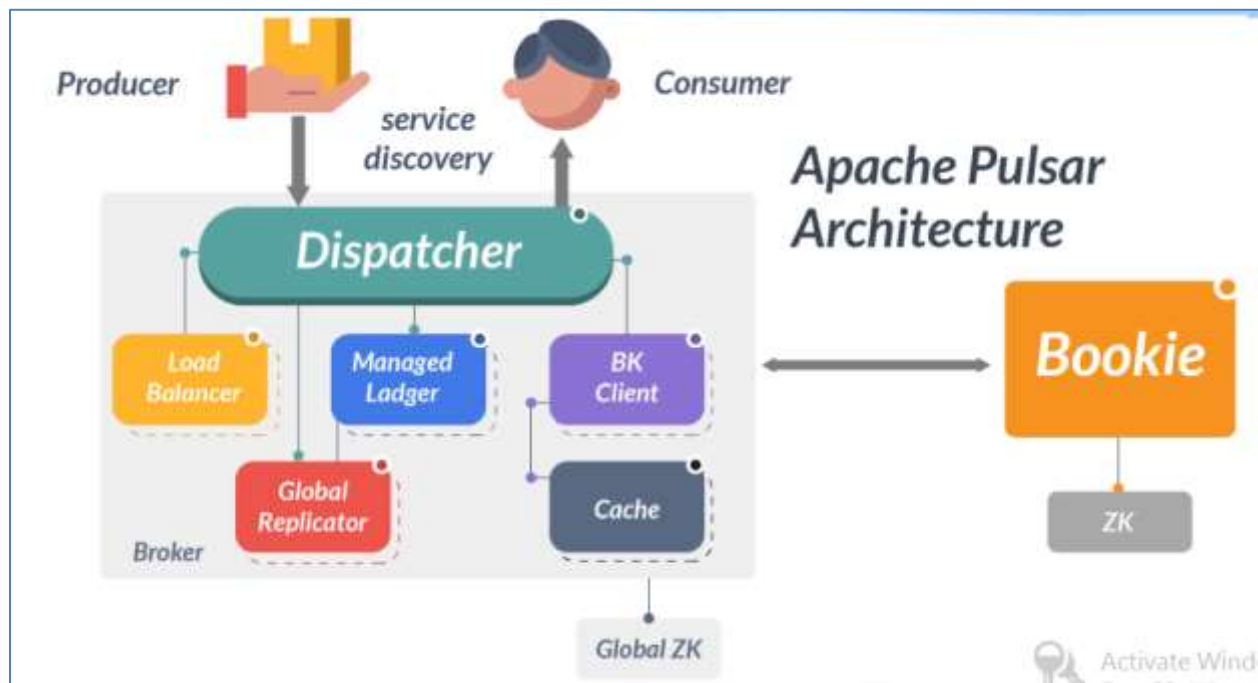 Producer
Consumer
service
discovery
Apache Pulsar
Architecture
Dispatcher
Load
Balancer
Managed
Ladger
BK
Client
Bookie
Global
Replicator
Cache
ZK
Broker
Global ZK
Activate Wind